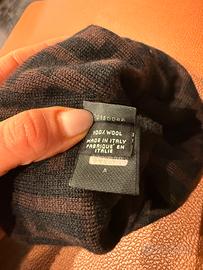 100% WOOL
MADE IN ITALY
FABRIQUE EN
ITALIE